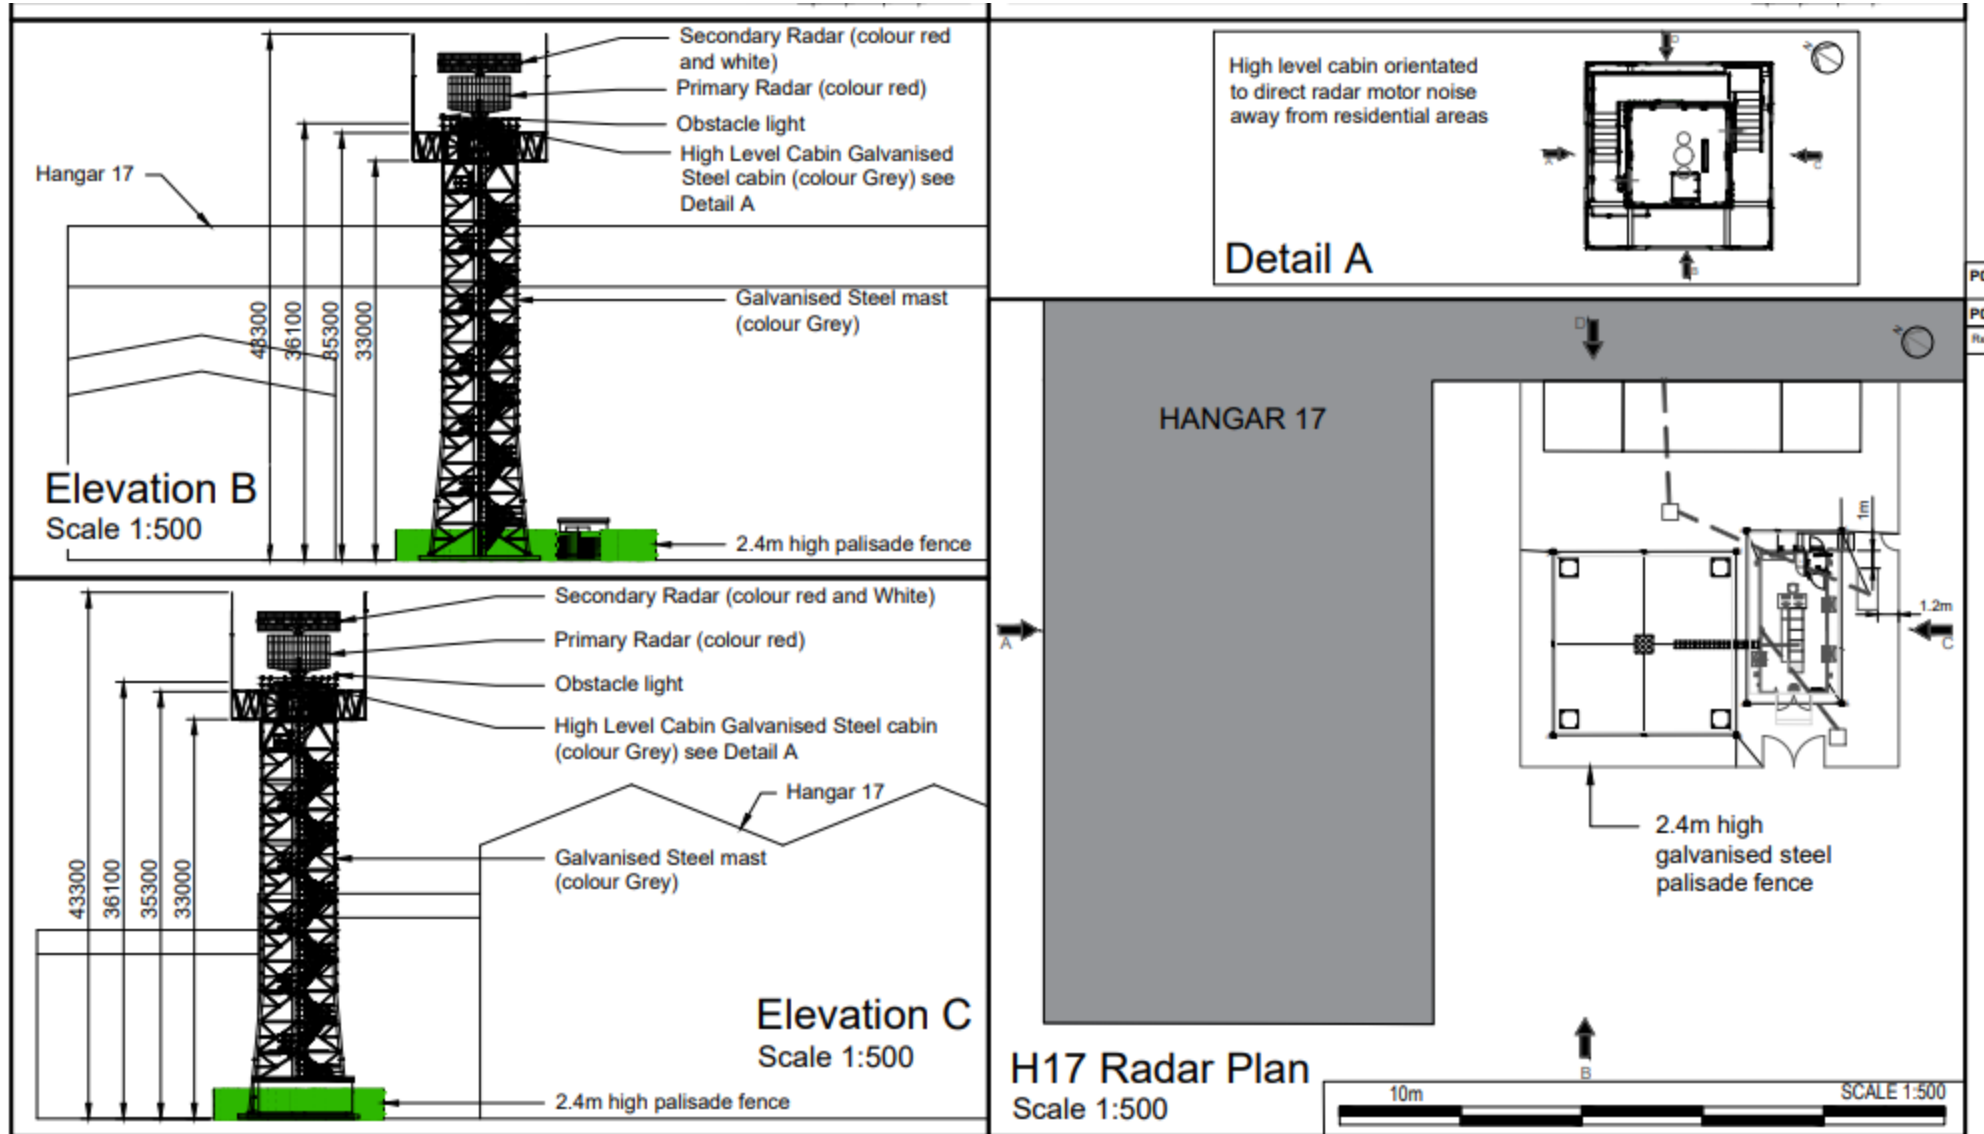 Secondary Radar (colour red
and white)
Primary Radar (colour red)
Obstacle light
High Level Cabin Galvanised
Steel cabin (colour Grey) see
Detail A
Hangar 17
Galvanised Steel mast
(colour Grey)
43300
36100
35300
33000
Elevation B
Scale 1:500
2.4m high palisade fence
Secondary Radar (colour red and White)
Primary Radar (colour red)
Obstacle light
High Level Cabin Galvanised Steel cabin
(colour Grey) see Detail A
Hangar 17
Galvanised Steel mast
(colour Grey)
43300
36100
35300
33000
Elevation C
Scale 1:500
2.4m high palisade fence
High level cabin orientated
to direct radar motor noise
away from residential areas
Detail A
D
N
C
B
HANGAR 17
D
N
1m
1.2m
A
C
2.4m high
galvanised steel
palisade fence
B
H17 Radar Plan
Scale 1:500
10m
SCALE 1:500